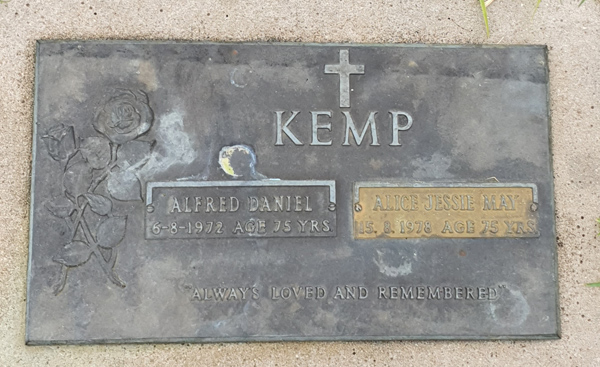 KEMP
ALFRED DANIEL
6-8-1972 AGE 75 YRS
ALICE JESSIE MAY
15. 8. 1978 AGE 75 YRS
"ALWAYS LOVED AND REMEMBERED"